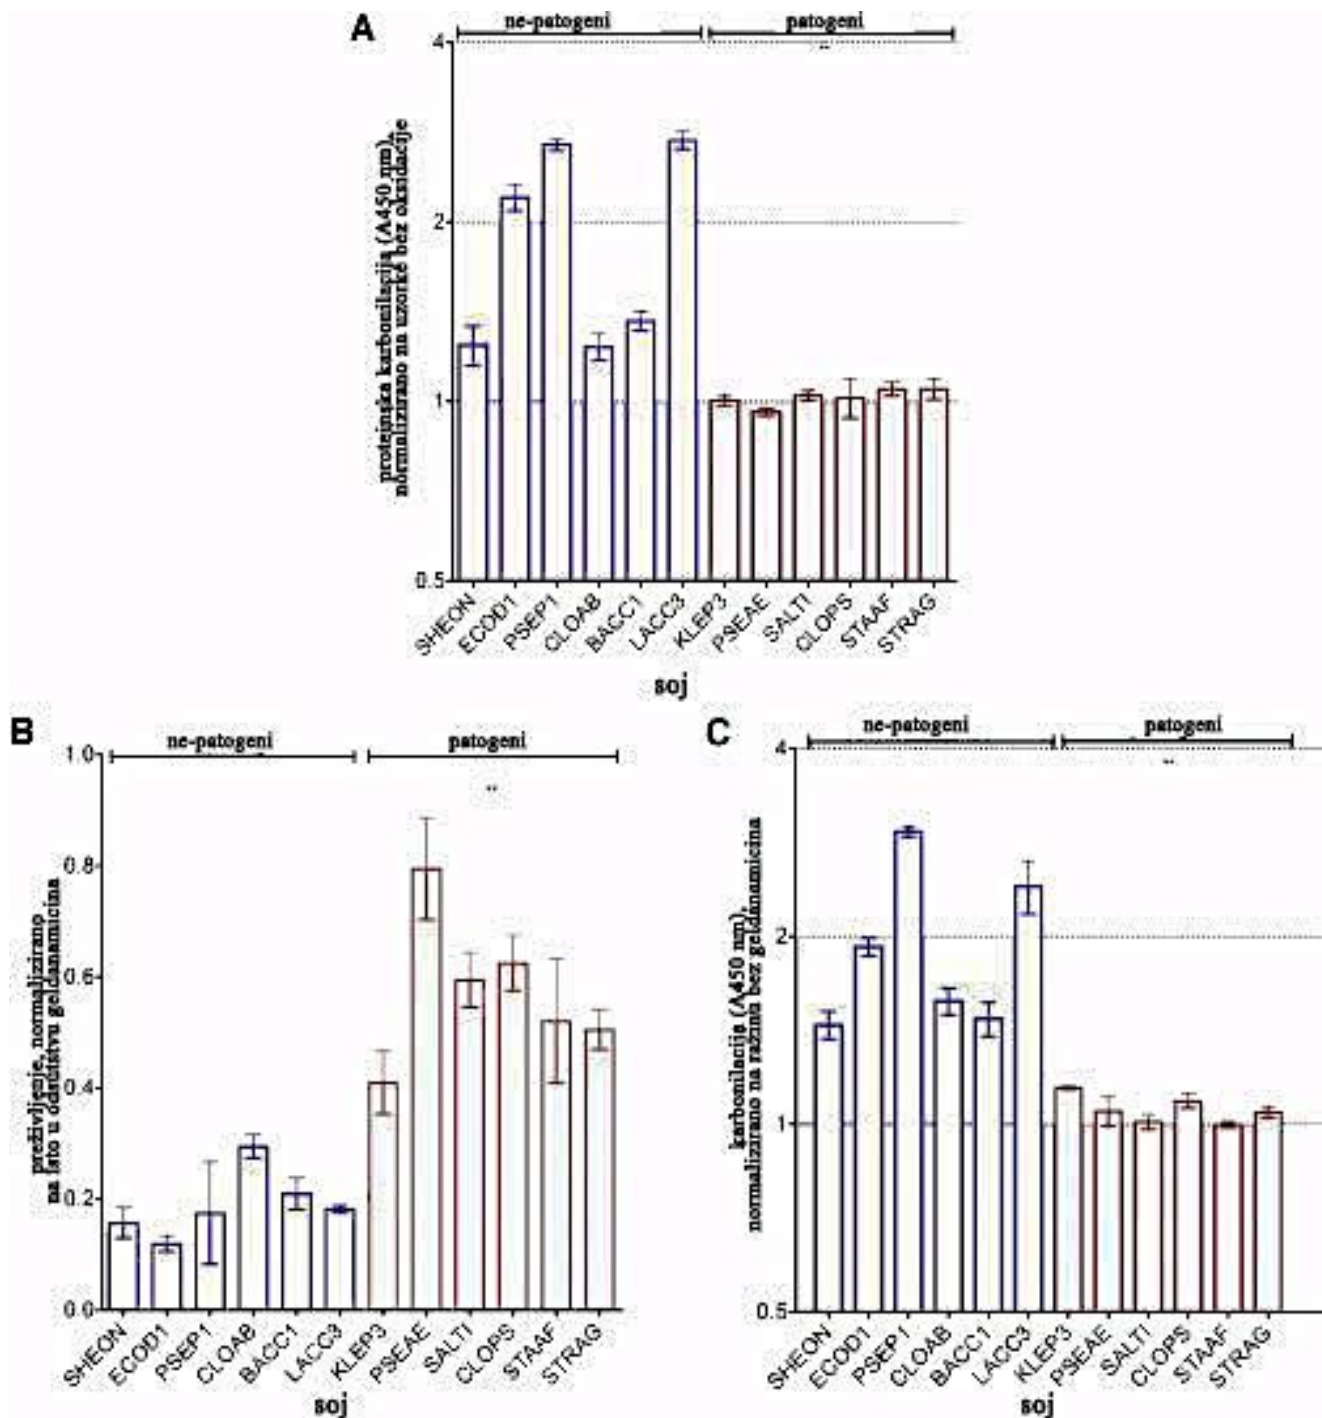 A
ne-patogeni patogeni
4
2
1
0.5
proteinska karbonilacija (A450 nm),
normalizirano na uzorke bez oksidacije
SHEON ECOD1 PSEP1 CLOAB BACC1 LACC3 KLEP3 PSEAE SALTI CLOPS STAAF STRAG
soj
B
ne-patogeni patogeni
1.0
0.8
0.6
0.4
0.2
0.0
preživljenje, normalizirano
na isto u odsustvu geldanamicina
SHEON ECOD1 PSEP1 CLOAB BACC1 LACC3 KLEP3 PSEAE SALTI CLOPS STAAF STRAG
soj
C
ne-patogeni patogeni
4
2
1
0.5
karbonilacija (A450 nm),
normalizirano na razinu bez geldanamicina
SHEON ECOD1 PSEP1 CLOAB BACC1 LACC3 KLEP3 PSEAE SALTI CLOPS STAAF STRAG
soj